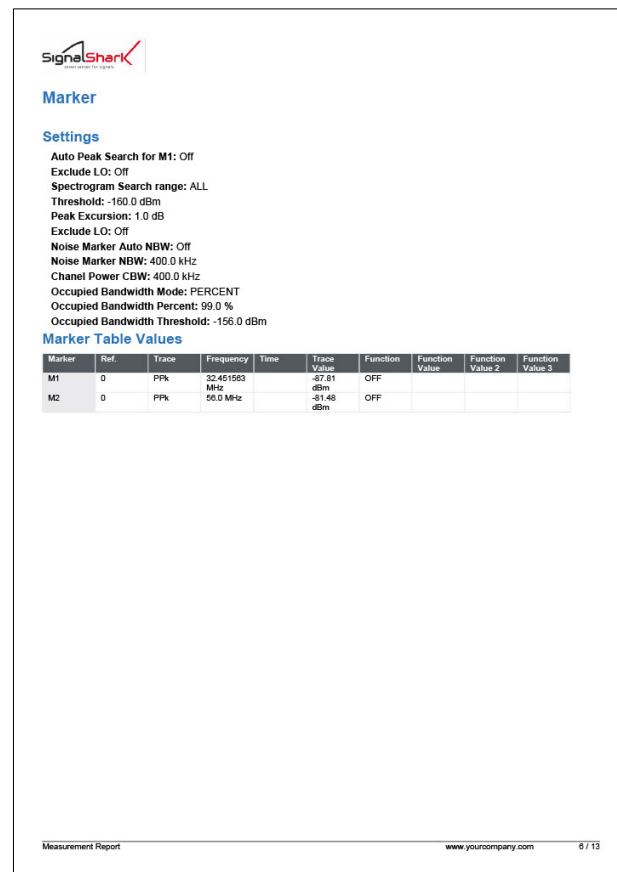 SignalShark
Marker
Settings
Auto Peak Search for M1: Off
Exclude LO: Off
Spectrogram Search range: ALL
Threshold: -160.0 dBm
Peak Excursion: 1.0 dB
Exclude LO: Off
Noise Marker Auto NBW: Off
Noise Marker NBW: 400.0 kHz
Chanel Power CBW: 400.0 kHz
Occupied Bandwidth Mode: PERCENT
Occupied Bandwidth Percent: 99.0 %
Occupied Bandwidth Threshold: -156.0 dBm
Marker Table Values
Marker Ref. Trace Frequency Time Trace Value Function Function Value Function Value 2 Function Value 3
M1 0 PPk 32.451563 MHz -87.81 dBm OFF
M2 0 PPk 56.0 MHz -81.48 dBm OFF
Measurement Report www.yourcompany.com 6 / 13